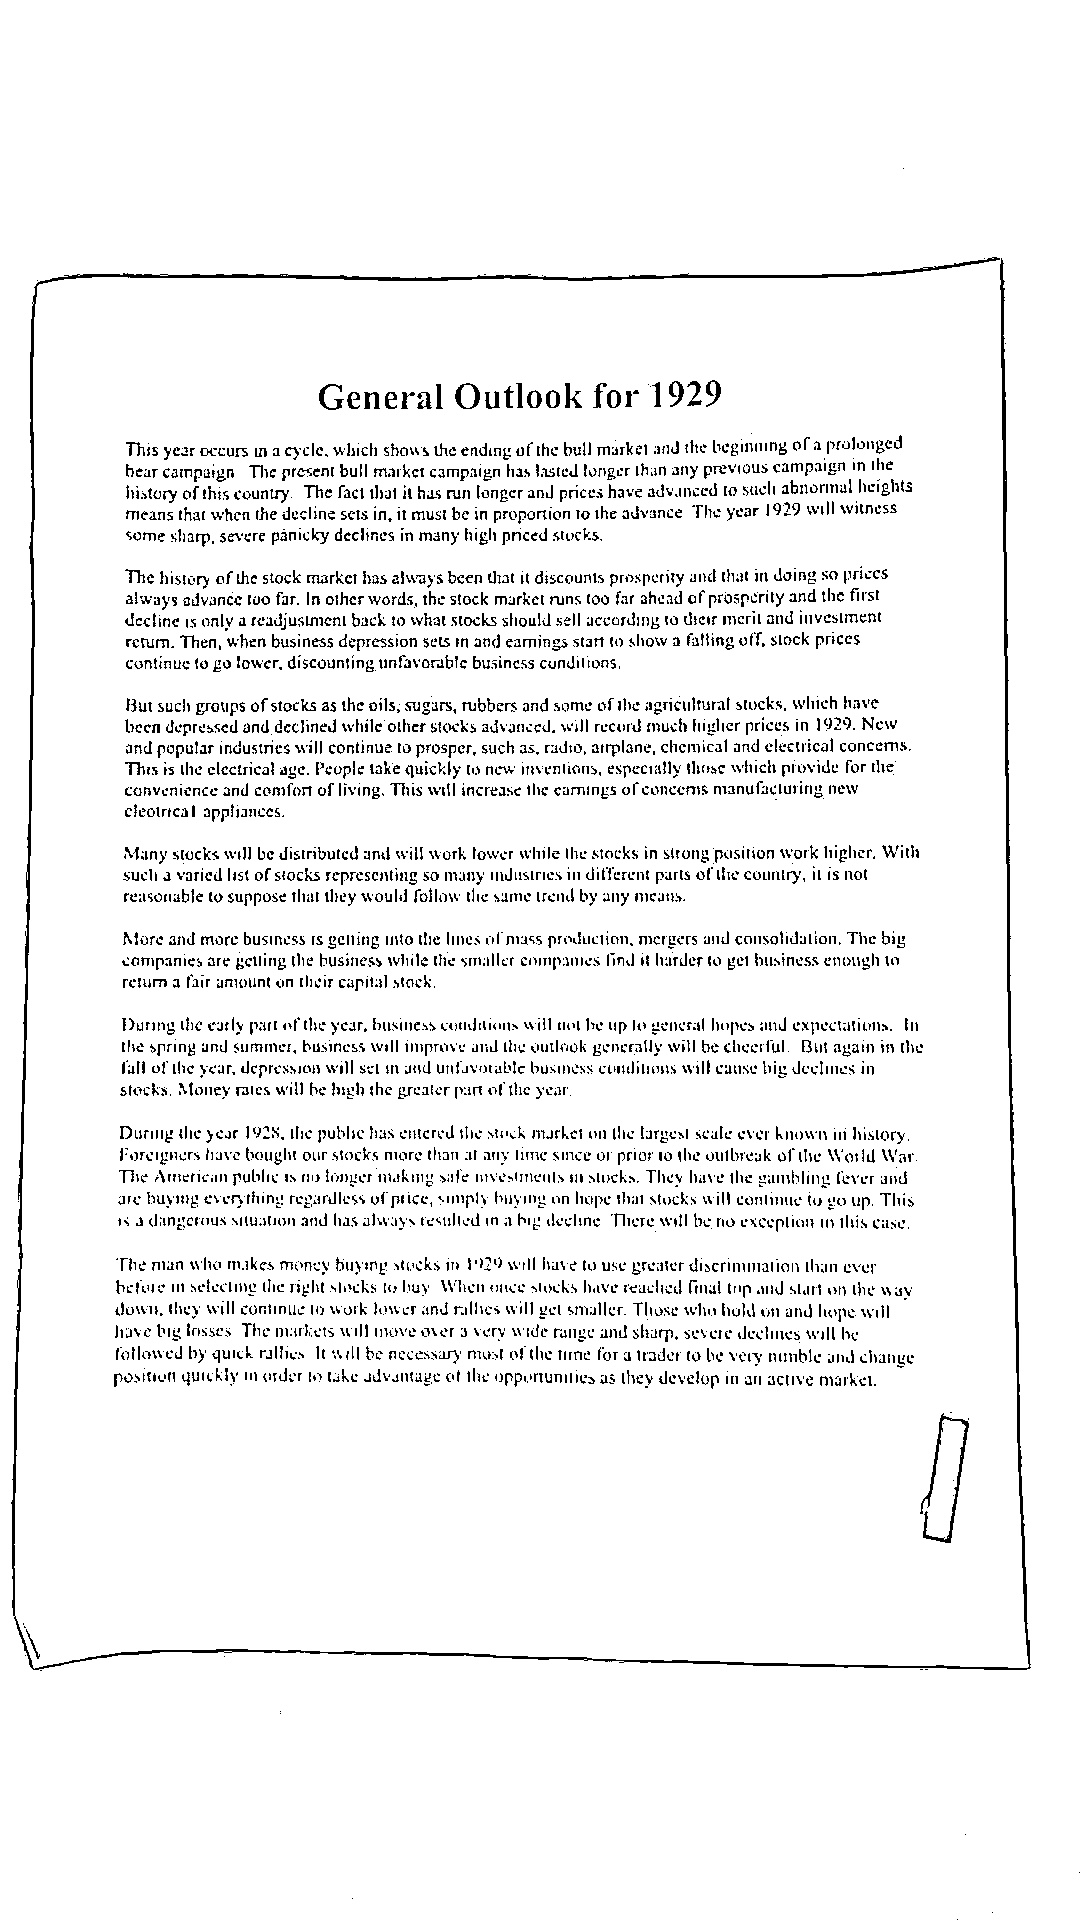 General Outlook for 1929
This year occurs in a cycle, which shows the ending of the bull market and the beginning of a prolonged
bear campaign The present bull market campaign has lasted longer than any previous campaign in the
history of this country. The fact that it has run longer and prices have advanced to such abnormal heights
means that when the decline sets in, it must be in proportion to the advance The year 1929 will witness
some sharp, severe panicky declines in many high priced stocks.
The history of the stock market has always been that it discounts prosperity and that in doing so prices
always advance too far. In other words, the stock market runs too far ahead of prosperity and the first
decline is only a readjustment back to what stocks should sell according to their merit and investment
return. Then, when business depression sets in and earnings start to show a falling off, stock prices
continue to go lower, discounting unfavorable business conditions.
But such groups of stocks as the oils, sugars, rubbers and some of the agricultural stocks, which have
been depressed and declined while other stocks advanced, will record much higher prices in 1929. New
and popular industries will continue to prosper, such as, radio, airplane, chemical and electrical concerns.
This is the electrical age. People take quickly to new inventions, especially those which provide for the
convenience and comfort of living. This will increase the earnings of concerns manufacturing new
electrical appliances.
Many stocks will be distributed and will work lower while the stocks in strong position work higher. With
such a varied list of stocks representing so many industries in different parts of the country, it is not
reasonable to suppose that they would follow the same trend by any means.
More and more business is getting into the lines of mass production, mergers and consolidation. The big
companies are getting the business while the smaller companies find it harder to get business enough to
return a fair amount on their capital stock.
During the early part of the year, business conditions will not be up to general hopes and expectations. In
the spring and summer, business will improve and the outlook generally will be cheerful. But again in the
fall of the year, depression will set in and unfavorable business conditions will cause big declines in
stocks. Money rates will be high the greater part of the year.
During the year 1928, the public has entered the stock market on the largest scale ever known in history.
Foreigners have bought our stocks more than at any time since or prior to the outbreak of the World War.
The American public is no longer making safe investments in stocks. They have the gambling fever and
are buying everything regardless of price, simply buying on hope that stocks will continue to go up. This
is a dangerous situation and has always resulted in a big decline There will be no exception in this case.
The man who makes money buying stocks in 1929 will have to use greater discrimination than ever
before in selecting the right stocks to buy When once stocks have reached final top and start on the way
down, they will continue to work lower and rallies will get smaller. Those who hold on and hope will
have big losses The markets will move over a very wide range and sharp, severe declines will be
followed by quick rallies It will be necessary most of the time for a trader to be very nimble and change
position quickly in order to take advantage of the opportunities as they develop in an active market.